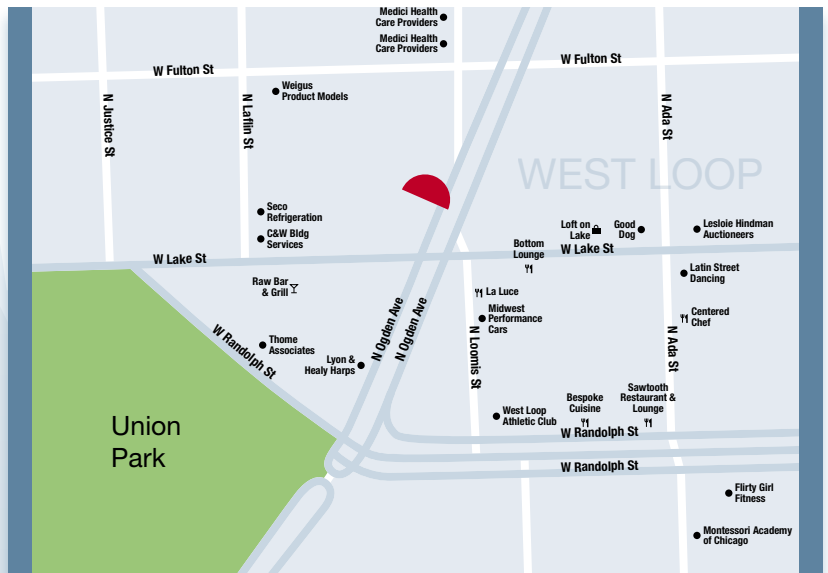 Medici Health
Care Providers
Medici Health
Care Providers
W Fulton St
W Fulton St
Weigus
Product Models
N Justice St
N Laflin St
N Ada St
WEST LOOP
Seco
Refrigeration
C&W Bldg
Services
Loft on
Lake
Good
Dog
Lesloie Hindman
Auctioneers
W Lake St
W Lake St
Bottom
Lounge
Latin Street
Dancing
Raw Bar
& Grill
La Luce
Midwest
Performance
Cars
Centered
Chef
N Ogden Ave
N Ogden Ave
N Loomis St
N Ada St
W Randolph St
Thome
Associates
Lyon &
Healy Harps
Sawtooth
Restaurant &
Lounge
Bespoke
Cuisine
West Loop
Athletic Club
Union
Park
W Randolph St
W Randolph St
Flirty Girl
Fitness
Montessori Academy
of Chicago